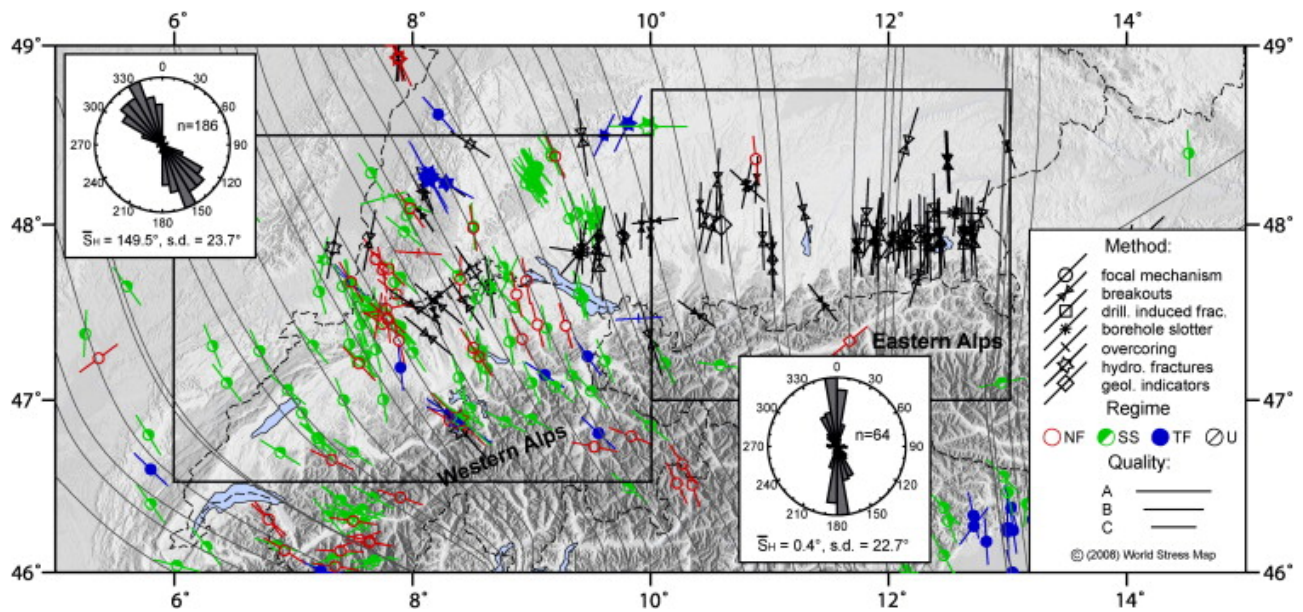 6° 8° 10° 12° 14°
49° 49°
0
330 30
300 60
n=186
270 90
240 120
210 150
180
S̅H = 149.5°, s.d. = 23.7°
48° 48°
Method:
focal mechanism
breakouts
drill. induced frac.
borehole slotter
overcoring
hydro. fractures
geol. indicators
Regime
NF SS TF U
Quality:
A
B
C
© (2008) World Stress Map
Eastern Alps
47° 47°
Western Alps
0
330 30
300 60
n=64
270 90
240 120
210 150
180
S̅H = 0.4°, s.d. = 22.7°
46° 46°
6° 8° 10° 12° 14°